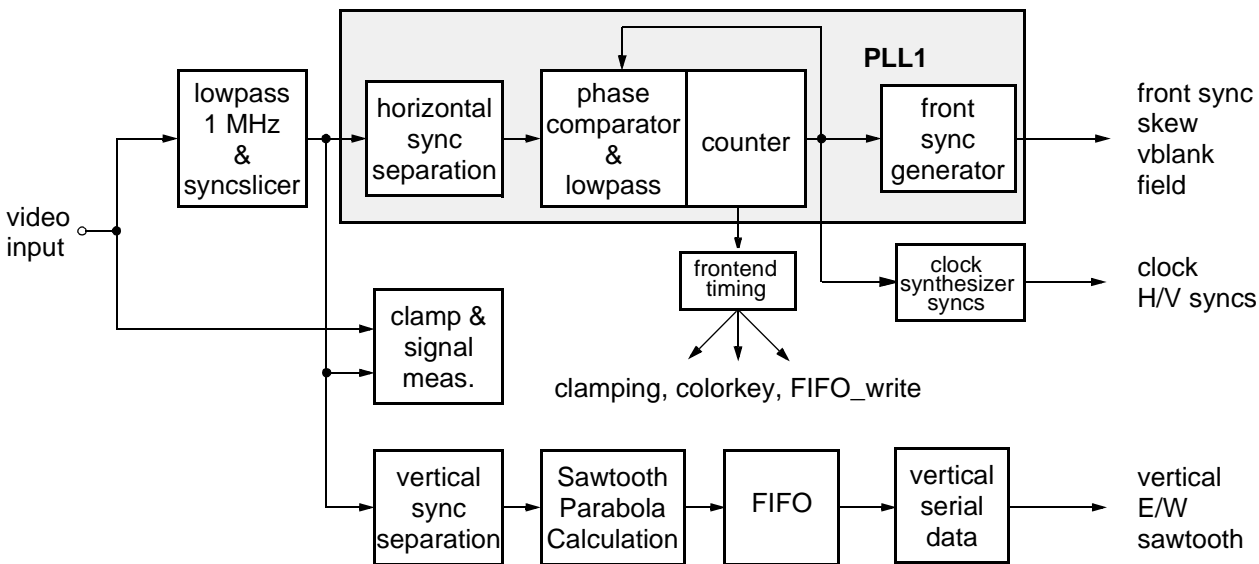 PLL1
lowpass
1 MHz
&
syncslicer
horizontal
sync
separation
phase
comparator
&
lowpass
counter
front
sync
generator
front sync
skew
vblank
field
video
input
frontend
timing
clock
synthesizer
syncs
clock
H/V syncs
clamp &
signal
meas.
clamping, colorkey, FIFO_write
vertical
sync
separation
Sawtooth
Parabola
Calculation
FIFO
vertical
serial
data
vertical
E/W
sawtooth